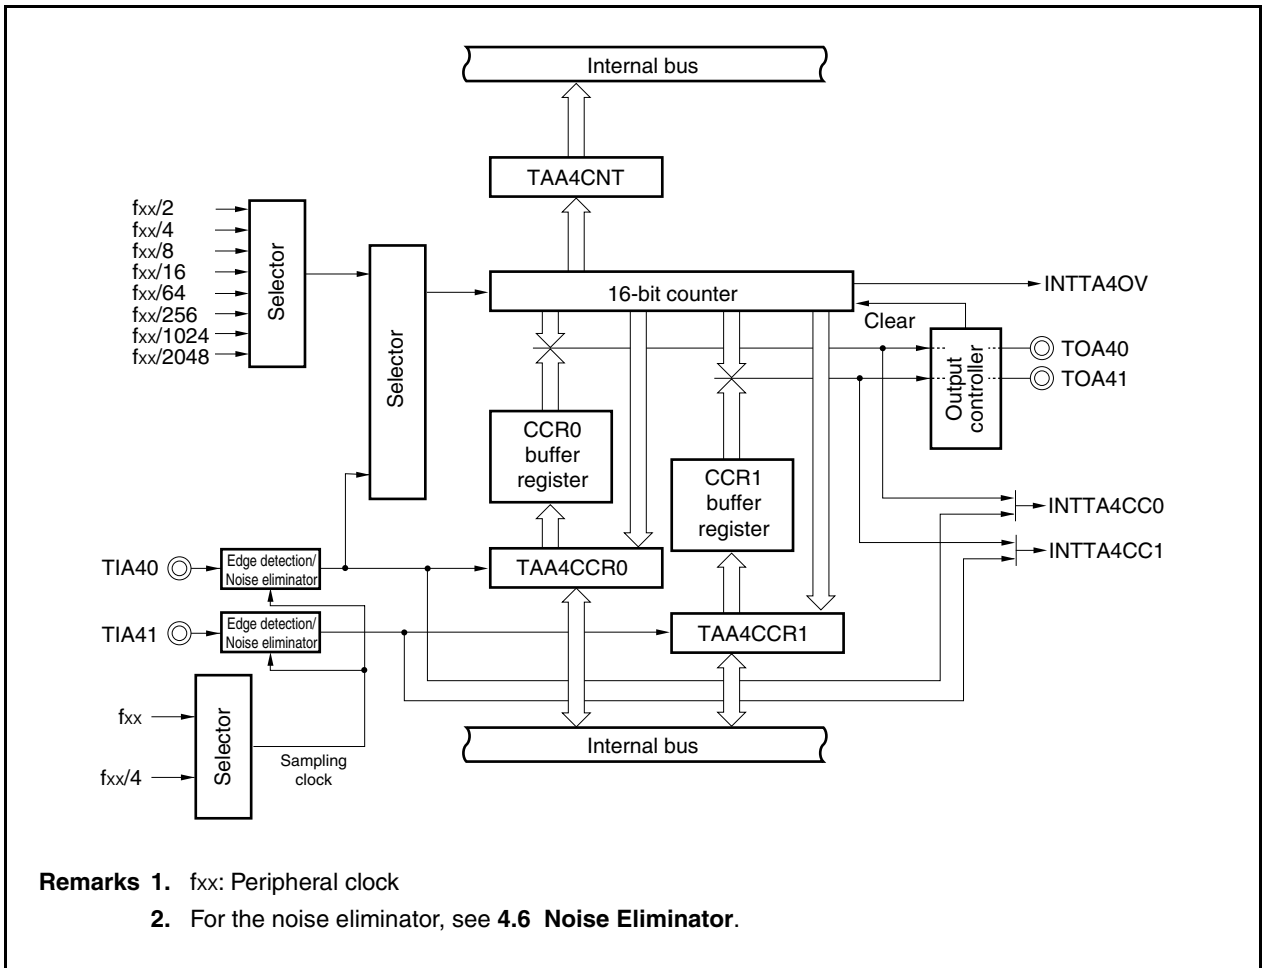 Internal bus
TAA4CNT
fxx/2
fxx/4
fxx/8
fxx/16
fxx/64
fxx/256
fxx/1024
fxx/2048
Selector
Selector
16-bit counter
INTTA4OV
Clear
Output
controller
TOA40
TOA41
CCR0
buffer
register
CCR1
buffer
register
INTTA4CC0
INTTA4CC1
TIA40
Edge detection/
Noise eliminator
TAA4CCR0
TIA41
Edge detection/
Noise eliminator
TAA4CCR1
fxx
fxx/4
Selector
Sampling
clock
Internal bus
Remarks 1. fxx: Peripheral clock
2. For the noise eliminator, see 4.6 Noise Eliminator.